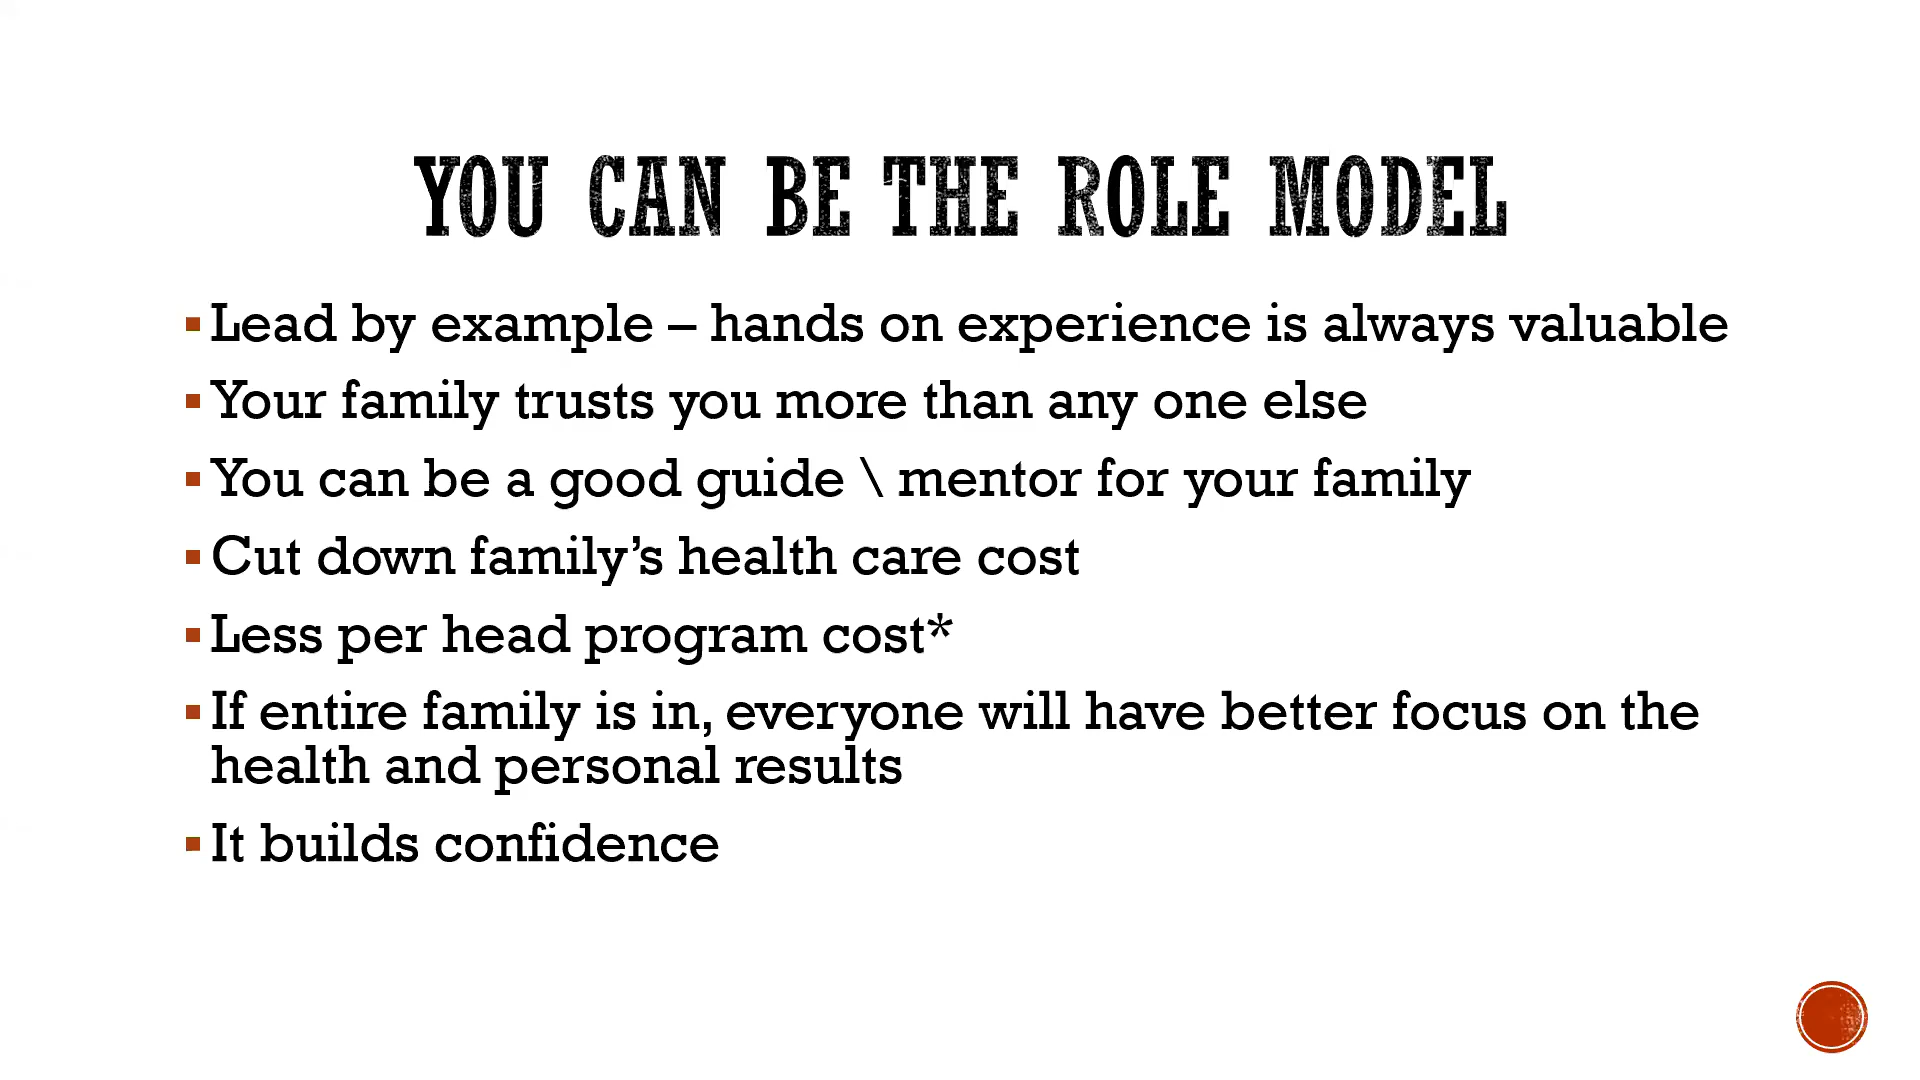 YOU CAN BE THE ROLE MODEL
▪Lead by example – hands on experience is always valuable
▪Your family trusts you more than any one else
▪You can be a good guide \ mentor for your family
▪Cut down family’s health care cost
▪Less per head program cost*
▪If entire family is in, everyone will have better focus on the
health and personal results
▪It builds confidence